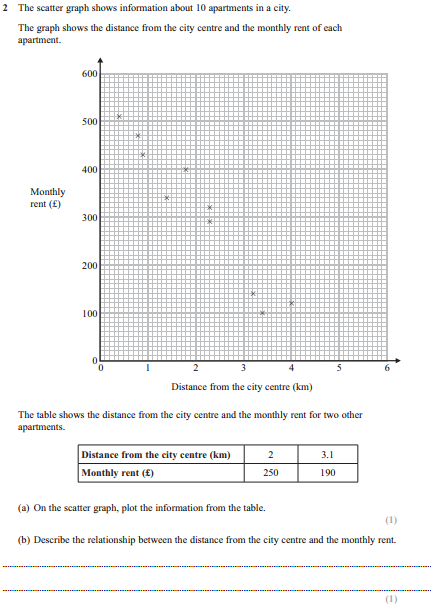 2 The scatter graph shows information about 10 apartments in a city.
The graph shows the distance from the city centre and the monthly rent of each
apartment.
600
500
400
Monthly
rent (£)
300
200
100
0
0 1 2 3 4 5 6
Distance from the city centre (km)
The table shows the distance from the city centre and the monthly rent for two other
apartments.
Distance from the city centre (km) 2 3.1
Monthly rent (£) 250 190
(a) On the scatter graph, plot the information from the table.
(1)
(b) Describe the relationship between the distance from the city centre and the monthly rent.
(1)